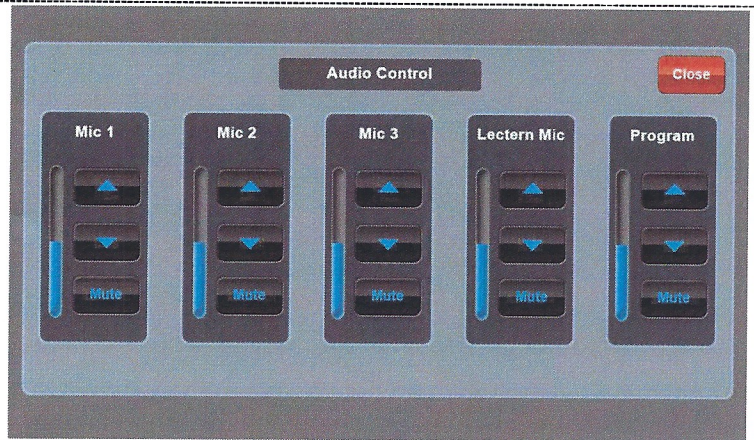 Audio Control
Close
Mic 1
Mic 2
Mic 3
Lectern Mic
Program
Mute
Mute
Mute
Mute
Mute